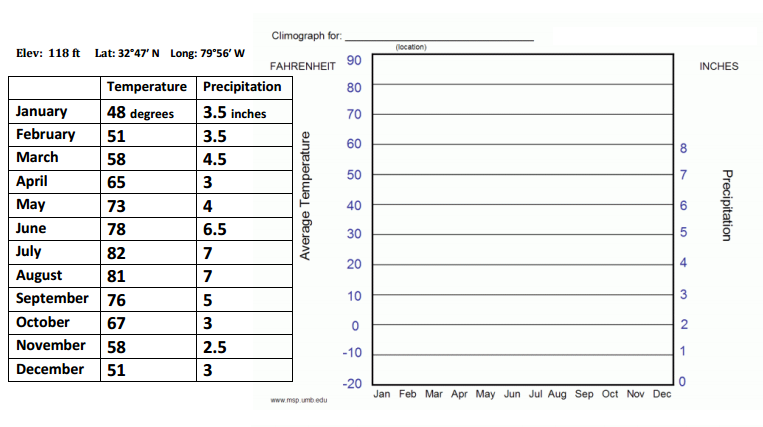 Climograph for:
(location)
Elev: 118 ft Lat: 32°47’ N Long: 79°56’ W
FAHRENHEIT
INCHES
Temperature Precipitation
January 48 degrees 3.5 inches
February 51 3.5
March 58 4.5
April 65 3
May 73 4
June 78 6.5
July 82 7
August 81 7
September 76 5
October 67 3
November 58 2.5
December 51 3
Average Temperature
90
80
70
60
50
40
30
20
10
0
-10
-20
8
7
6
5
4
3
2
1
0
Precipitation
Jan Feb Mar Apr May Jun Jul Aug Sep Oct Nov Dec
www.msp.umb.edu